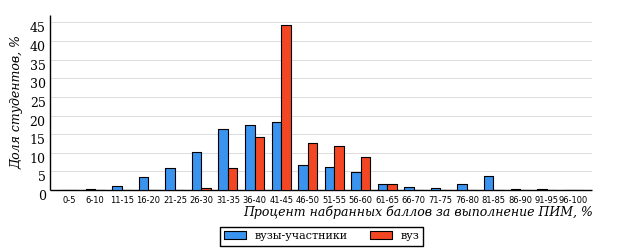 Доля студентов, %
45
40
35
30
25
20
15
10
5
0
0-5 6-10 11-15 16-20 21-25 26-30 31-35 36-40 41-45 46-50 51-55 56-60 61-65 66-70 71-75 76-80 81-85 86-90 91-95 96-100
Процент набранных баллов за выполнение ПИМ, %
вузы-участники вуз